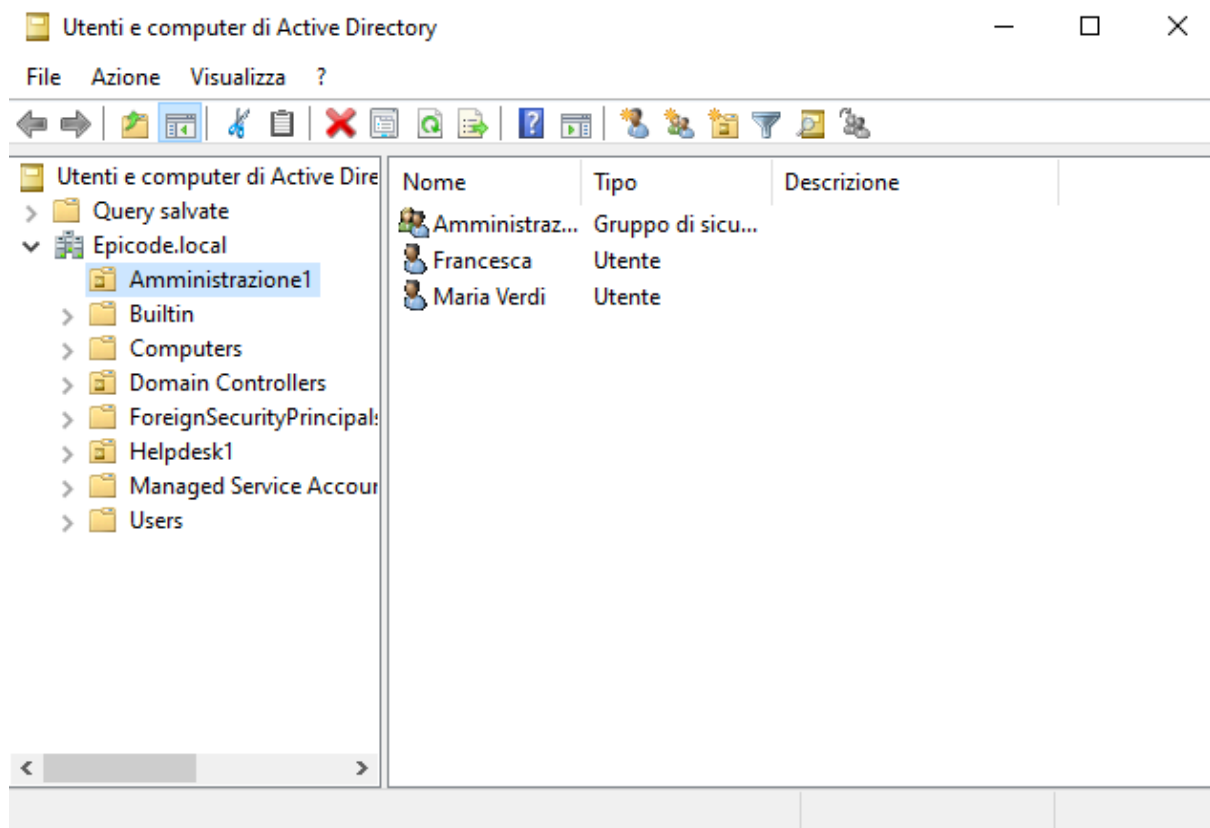 Utenti e computer di Active Directory
File Azione Visualizza ?
Utenti e computer di Active Dire
Query salvate
Epicode.local
Amministrazione1
Builtin
Computers
Domain Controllers
ForeignSecurityPrincipals
Helpdesk1
Managed Service Accour
Users
Nome Tipo Descrizione
Amministraz... Gruppo di sicu...
Francesca Utente
Maria Verdi Utente